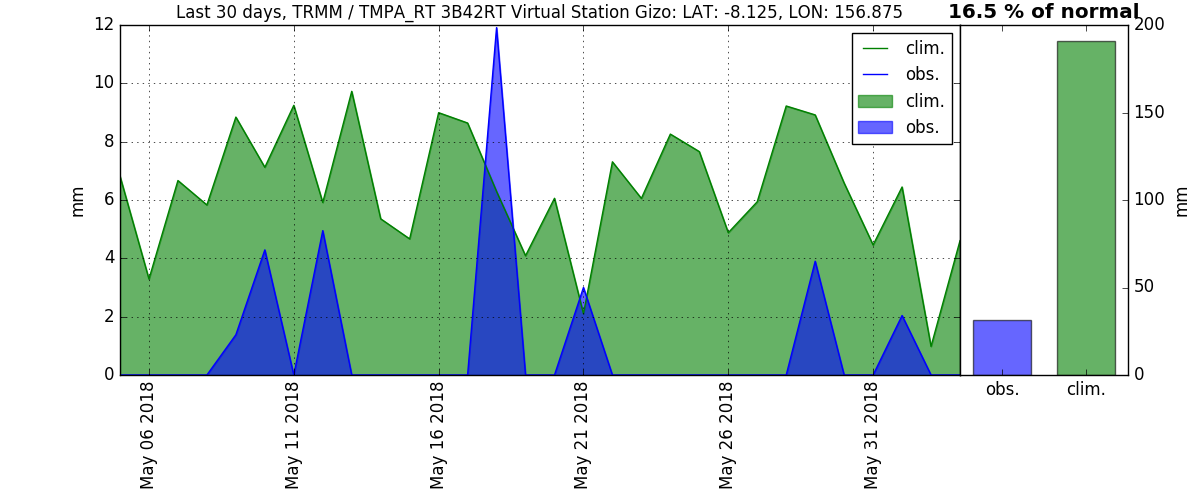 Last 30 days, TRMM / TMPA_RT 3B42RT Virtual Station Gizo: LAT: -8.125, LON: 156.875
16.5 % of normal
12
10
8
6
4
2
0
mm
clim.
obs.
clim.
obs.
May 06 2018
May 11 2018
May 16 2018
May 21 2018
May 26 2018
May 31 2018
200
150
100
50
0
mm
obs.
clim.